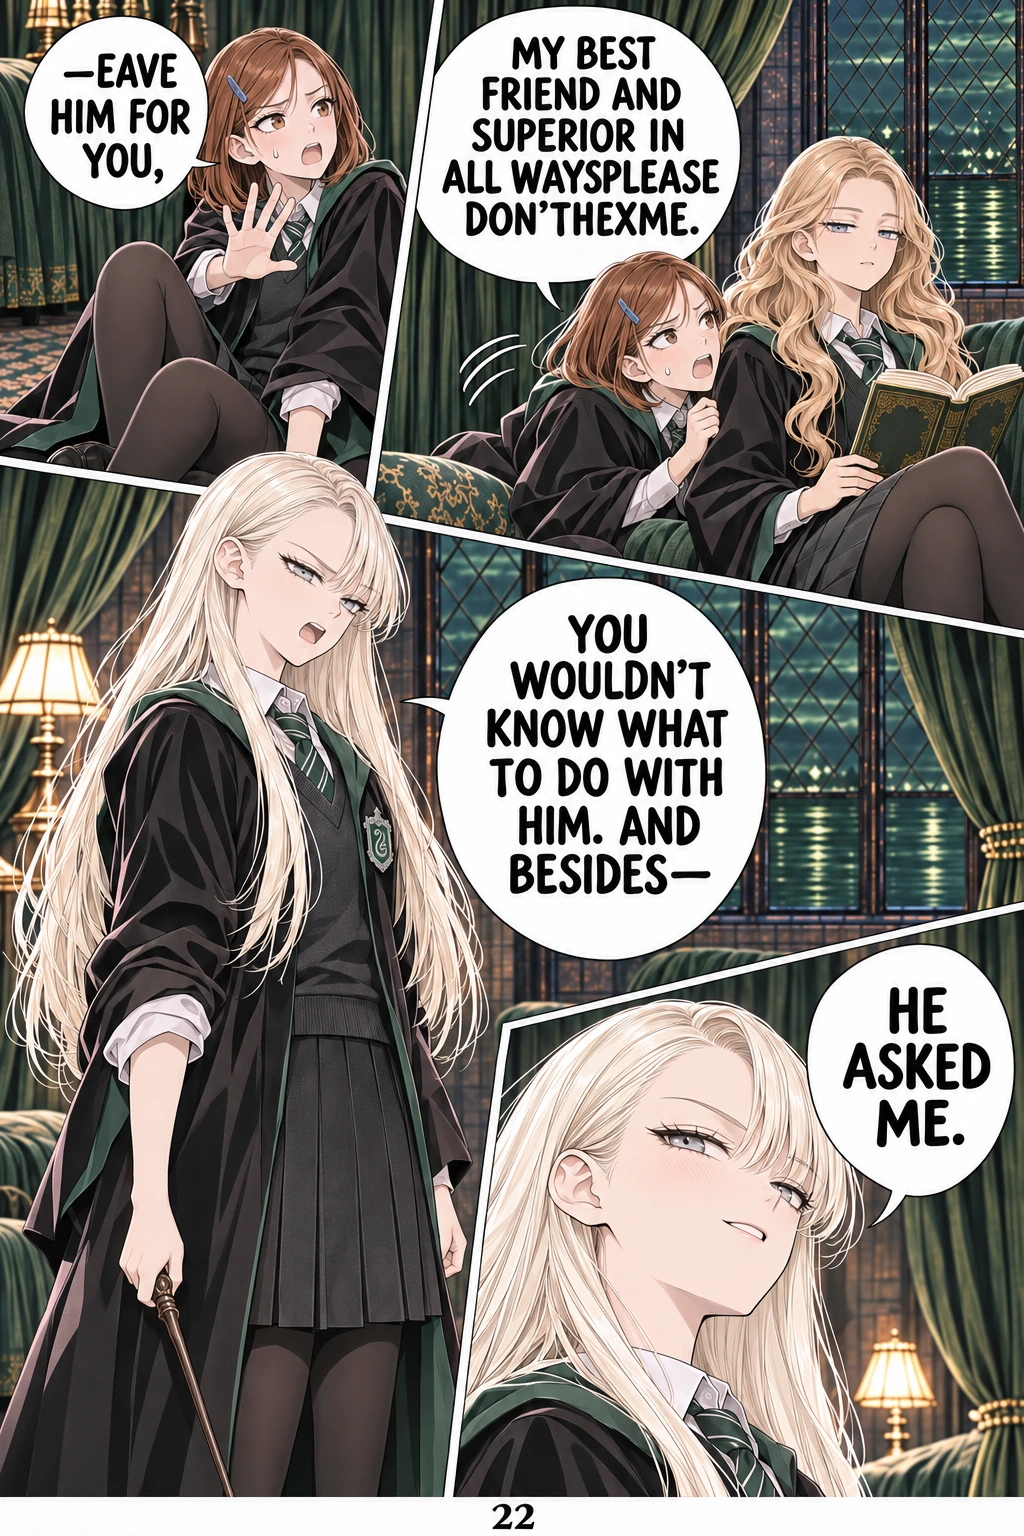 —EAVE
HIM FOR
YOU,
MY BEST
FRIEND AND
SUPERIOR IN
ALL WAYSPLEASE
DON'THEXME.
YOU
WOULDN'T
KNOW WHAT
TO DO WITH
HIM. AND
BESIDES—
HE
ASKED
ME.
22